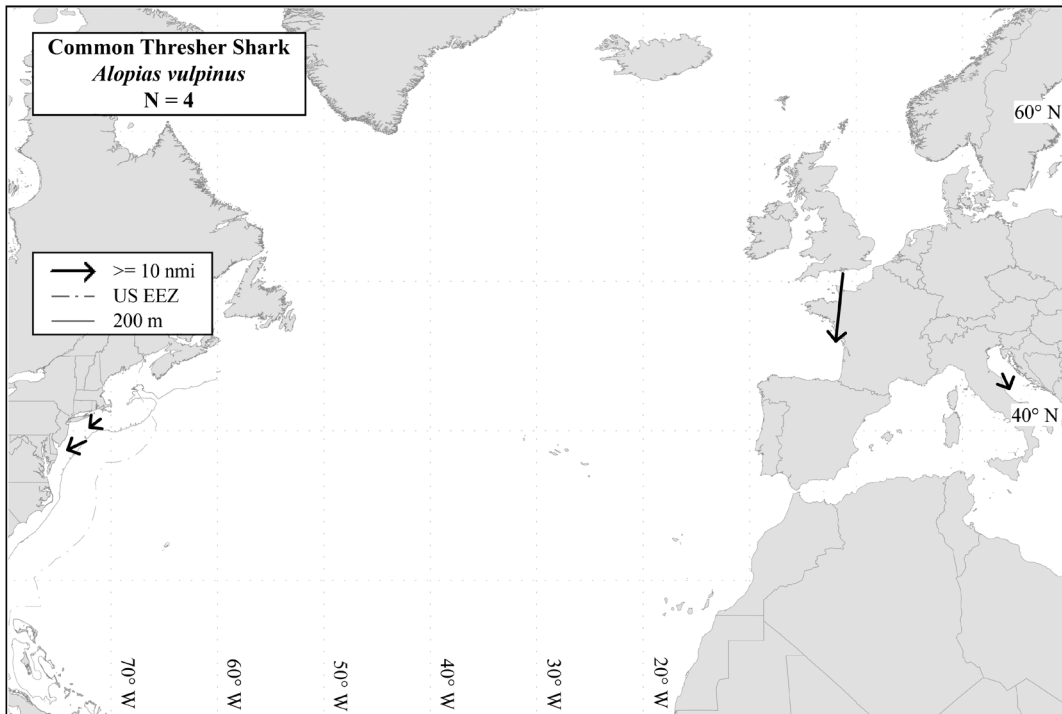 Common Thresher Shark
Alopias vulpinus
N = 4
60° N
>= 10 nmi
US EEZ
200 m
40° N
70° W
60° W
50° W
40° W
30° W
20° W